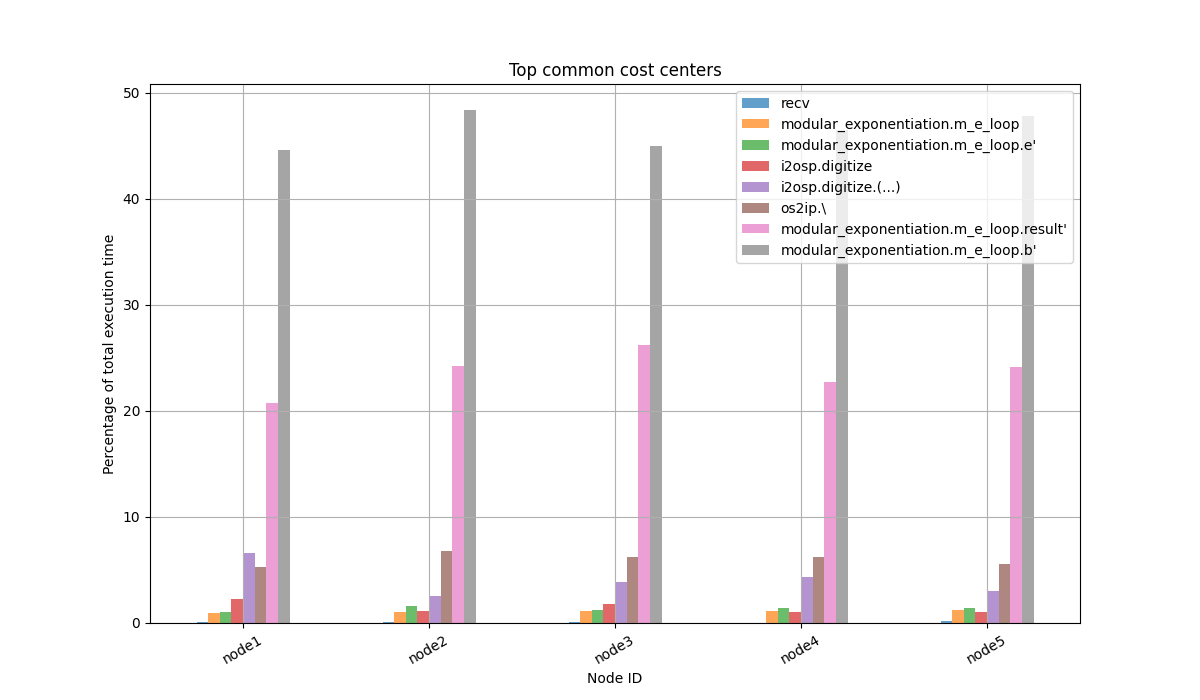 Top common cost centers
Percentage of total execution time
50
40
30
20
10
0
recv
modular_exponentiation.m_e_loop
modular_exponentiation.m_e_loop.e'
i2osp.digitize
i2osp.digitize.(...)
os2ip.\
modular_exponentiation.m_e_loop.result'
modular_exponentiation.m_e_loop.b'
node1
node2
node3
node4
node5
Node ID